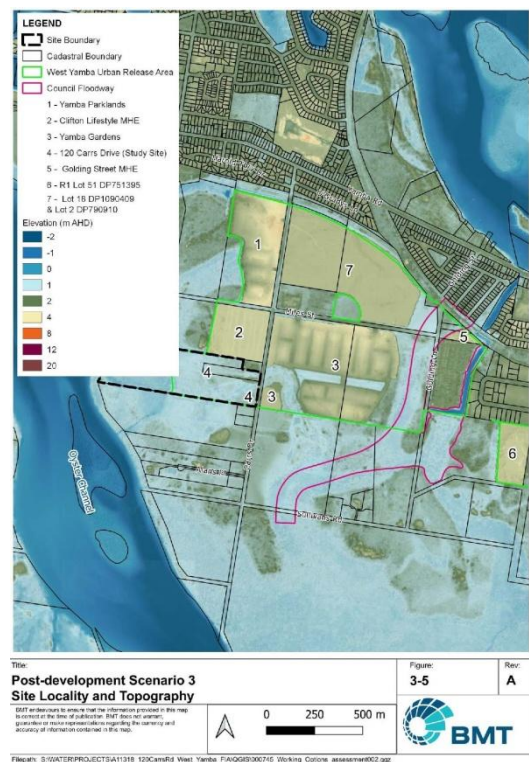 LEGEND
Site Boundary
Cadastral Boundary
West Yamba Urban Release Area
Council Floodway
1 - Yamba Parklands
2 - Clifton Lifestyle MHE
3 - Yamba Gardens
4 - 120 Carrs Drive (Study Site)
5 - Golding Street MHE
6 - R1 Lot 51 DP751395
7 - Lot 18 DP1090409
& Lot 2 DP790910
Elevation (m AHD)
-2
-1
0
1
2
4
8
12
20
1
7
2
3
5
4
4
3
6
Oyster Channel
Title:
Post-development Scenario 3
Site Locality and Topography
BMT endeavours to ensure that the information provided in this map
is correct at the time of publication. BMT does not warrant,
guarantee or make representations regarding the currency and
accuracy of information contained in this map.
0 250 500 m
Figure:
3-5
Rev:
A
BMT